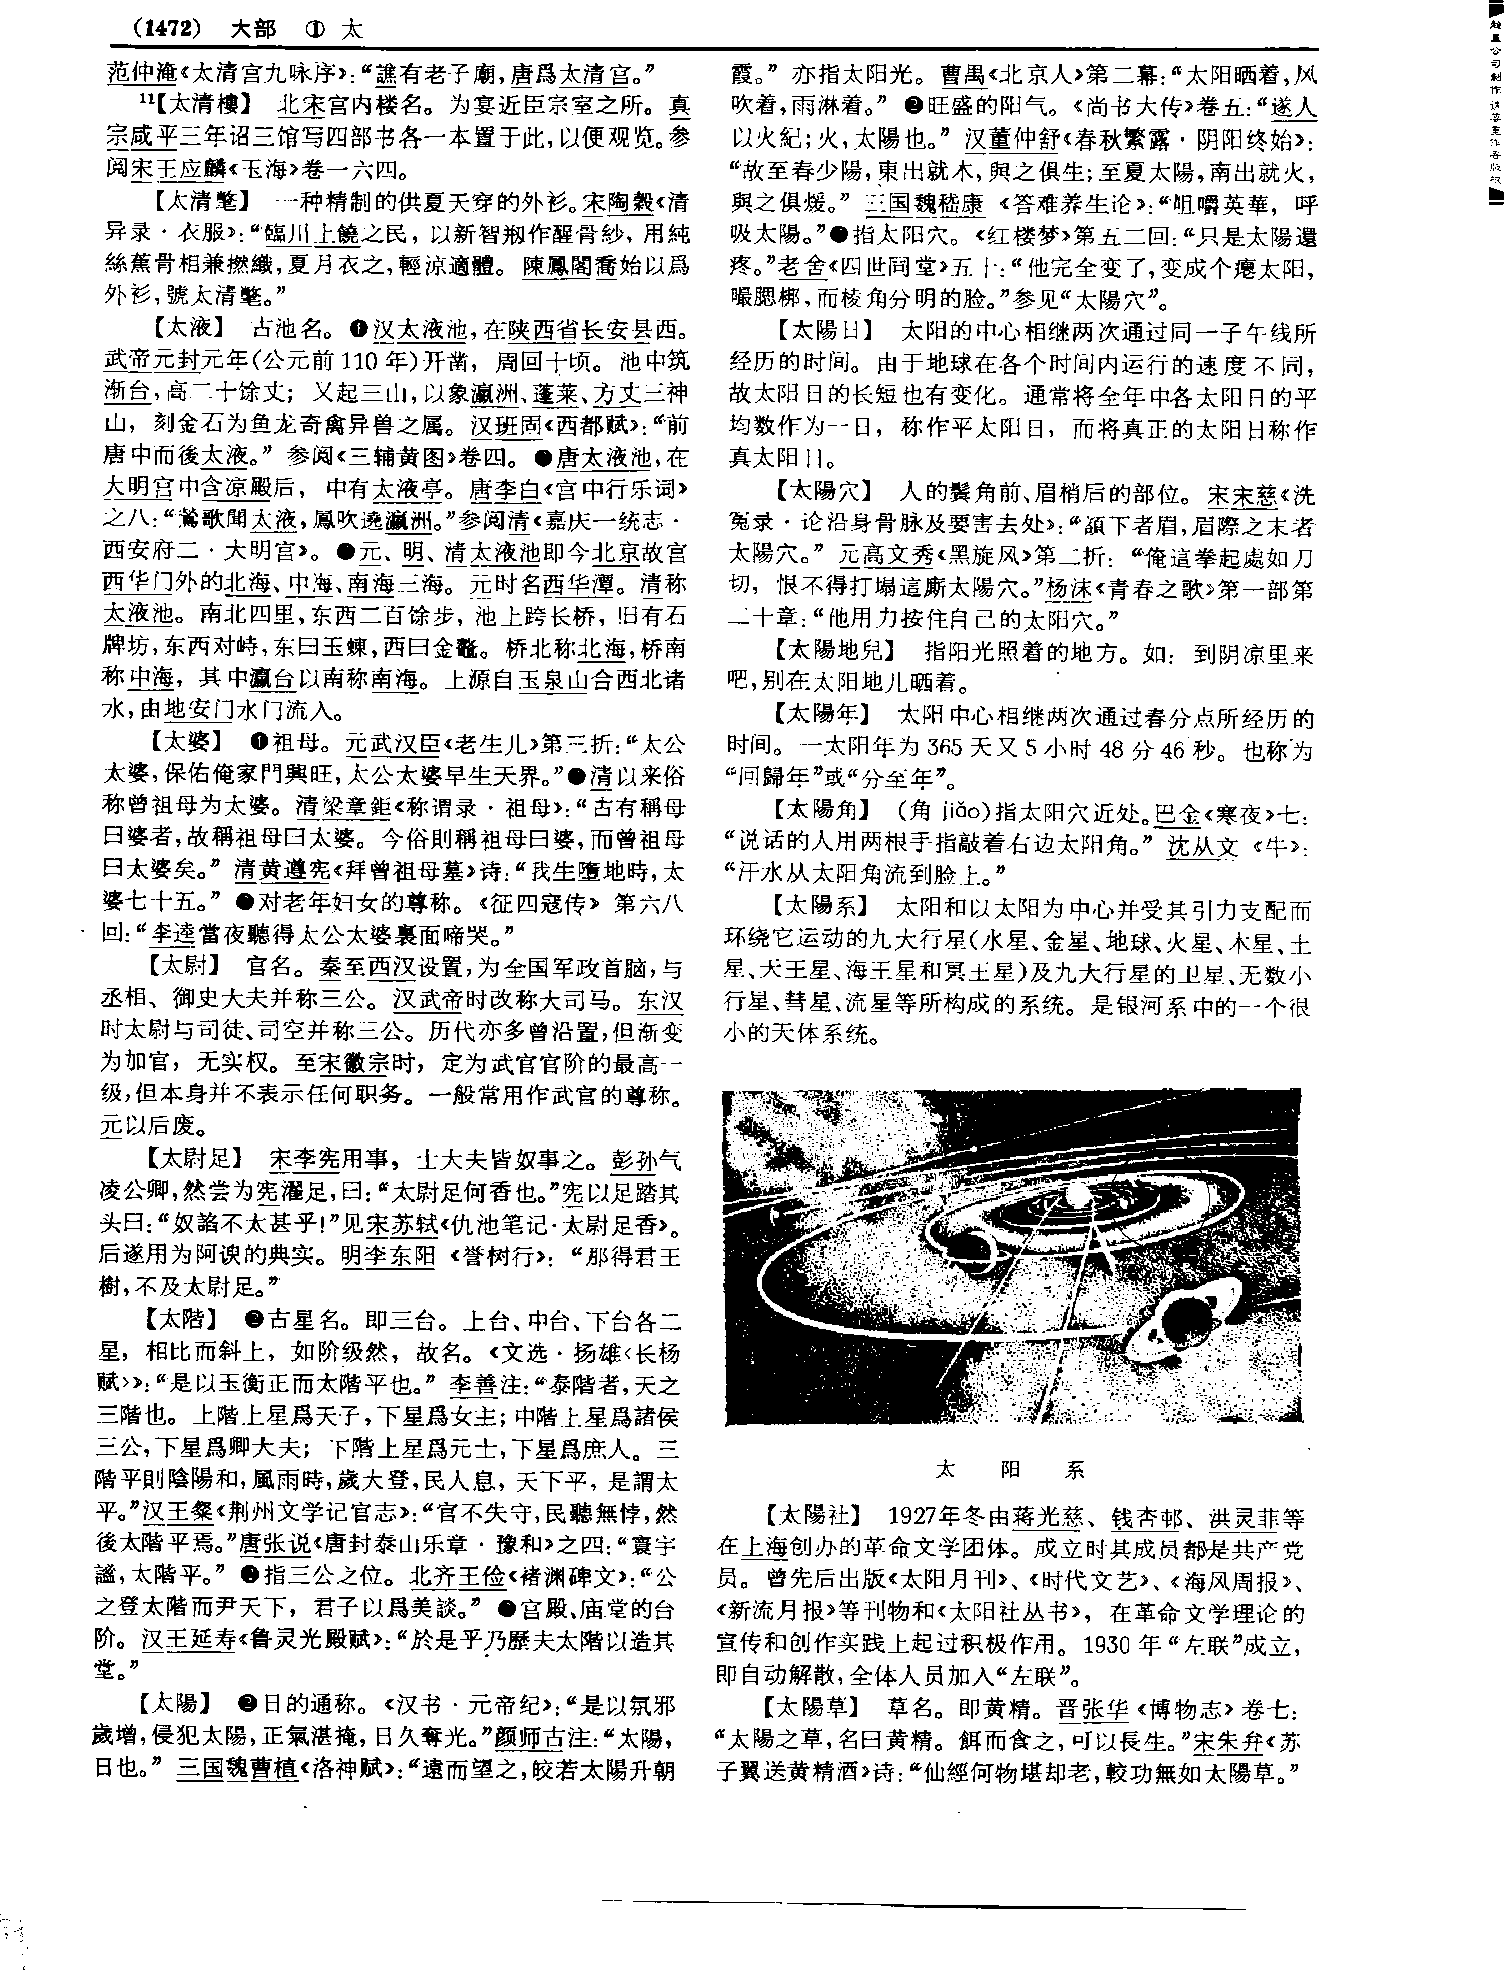 (1472) 大部 ① 太
范仲淹《太清宫九咏序》：“譙有老子廟，唐爲太清宫。”
¹¹【太清樓】 北宋宫内楼名。为宴近臣宗室之所。真
宗咸平三年诏三馆写四部书各一本置于此，以便观览。参
阅宋王应麟《玉海》卷一六四。
【太清氅】 一种精制的供夏天穿的外衫。宋陶穀《清
异录·衣服》：“臨川上饒之民，以新智翔作醒骨紗，用純
絲蕉骨相兼撚織，夏月衣之，輕涼適體。陳鳳閣喬始以爲
外衫，號太清氅。”
【太液】 古池名。❶汉太液池，在陕西省长安县西。
武帝元封元年(公元前110年)开凿，周回十顷。池中筑
渐台，高二十馀丈；又起三山，以象瀛洲、蓬莱、方丈三神
山，刻金石为鱼龙奇禽异兽之属。汉班固《西都赋》：“前
唐中而後太液。”参阅《三辅黄图》卷四。●唐太液池，在
大明宫中含凉殿后，中有太液亭。唐李白《宫中行乐词》
之八：“鶯歌聞太液，鳳吹遶瀛洲。”参阅清《嘉庆一统志·
西安府二·大明宫》。●元、明、清太液池即今北京故宫
西华门外的北海、中海、南海三海。元时名西华潭。清称
太液池。南北四里，东西二百馀步，池上跨长桥，旧有石
牌坊，东西对峙，东曰玉蝀，西曰金鳌。桥北称北海，桥南
称中海，其中瀛台以南称南海。上源自玉泉山合西北诸
水，由地安门水门流入。
【太婆】 ❶祖母。元武汉臣《老生儿》第三折：“太公
太婆，保佑俺家門興旺，太公太婆早生天界。”●清以来俗
称曾祖母为太婆。清梁章鉅《称谓录·祖母》：“古有稱母
曰婆者，故稱祖母曰太婆。今俗則稱祖母曰婆，而曾祖母
曰太婆矣。”清黄遵宪《拜曾祖母墓》诗：“我生墮地時，太
婆七十五。”●对老年妇女的尊称。《征四寇传》第六八
回：“李逵當夜聽得太公太婆裏面啼哭。”
【太尉】 官名。秦至西汉设置，为全国军政首脑，与
丞相、御史大夫并称三公。汉武帝时改称大司马。东汉
时太尉与司徒、司空并称三公。历代亦多曾沿置，但渐变
为加官，无实权。至宋徽宗时，定为武官官阶的最高一
级，但本身并不表示任何职务。一般常用作武官的尊称。
元以后废。
【太尉足】 宋李宪用事，士大夫皆奴事之。彭孙气
凌公卿，然尝为宪濯足，曰：“太尉足何香也。”宪以足踏其
头曰：“奴諂不太甚乎！”见宋苏轼《仇池笔记·太尉足香》。
后遂用为阿谀的典实。明李东阳《誉树行》：“那得君王
樹，不及太尉足。”
【太階】 ❷古星名。即三台。上台、中台、下台各二
星，相比而斜上，如阶级然，故名。《文选·扬雄〈长杨
赋〉》：“是以玉衡正而太階平也。”李善注：“泰階者，天之
三階也。上階上星爲天子，下星爲女主；中階上星爲諸侯
三公，下星爲卿大夫；下階上星爲元士，下星爲庶人。三
階平則陰陽和，風雨時，歲大登，民人息，天下平，是謂太
平。”汉王粲《荆州文学记官志》：“官不失守，民聽無悖，然
後太階平焉。”唐张说《唐封泰山乐章·豫和》之四：“寰宇
謐，太階平。”❷指三公之位。北齐王俭《褚渊碑文》：“公
之登太階而尹天下，君子以爲美談。”●宫殿、庙堂的台
阶。汉王延寿《鲁灵光殿赋》：“於是乎乃歷夫太階以造其
堂。”
【太陽】 ❷日的通称。《汉书·元帝纪》：“是以氛邪
歲增，侵犯太陽，正氣湛掩，日久奪光。”颜师古注：“太陽，
日也。”三国魏曹植《洛神赋》：“遠而望之，皎若太陽升朝
霞。”亦指太阳光。曹禺《北京人》第二幕：“太阳晒着，风
吹着，雨淋着。”❷旺盛的阳气。《尚书大传》卷五：“遂人
以火紀；火，太陽也。”汉董仲舒《春秋繁露·阴阳终始》：
“故至春少陽，東出就木，與之俱生；至夏太陽，南出就火，
與之俱煖。”三国魏嵇康《答难养生论》：“咀嚼英華，呼
吸太陽。”●指太阳穴。《红楼梦》第五二回：“只是太陽還
疼。”老舍《四世同堂》五十：“他完全变了，变成个瘪太阳，
嘬腮梆，而棱角分明的脸。”参见“太陽穴”。
【太陽日】 太阳的中心相继两次通过同一子午线所
经历的时间。由于地球在各个时间内运行的速度不同，
故太阳日的长短也有变化。通常将全年中各太阳日的平
均数作为一日，称作平太阳日，而将真正的太阳日称作
真太阳日。
【太陽穴】 人的鬓角前、眉梢后的部位。宋宋慈《洗
冤录·论沿身骨脉及要害去处》：“頟下者眉，眉際之末者
太陽穴。”元高文秀《黑旋风》第二折：“俺這拳起處如刀
切，恨不得打塌這廝太陽穴。”杨沫《青春之歌》第一部第
二十章：“他用力按住自己的太阳穴。”
【太陽地兒】 指阳光照着的地方。如：到阴凉里来
吧，别在太阳地儿晒着。
【太陽年】 太阳中心相继两次通过春分点所经历的
时间。一太阳年为365天又5小时48分46秒。也称为
“回歸年”或“分至年”。
【太陽角】 (角 jiǎo)指太阳穴近处。巴金《寒夜》七：
“说话的人用两根手指敲着右边太阳角。”沈从文《牛》：
“汗水从太阳角流到脸上。”
【太陽系】 太阳和以太阳为中心并受其引力支配而
环绕它运动的九大行星(水星、金星、地球、火星、木星、土
星、天王星、海王星和冥王星)及九大行星的卫星、无数小
行星、彗星、流星等所构成的系统。是银河系中的一个很
小的天体系统。
太 阳 系
【太陽社】 1927年冬由蒋光慈、钱杏邨、洪灵菲等
在上海创办的革命文学团体。成立时其成员都是共产党
员。曾先后出版《太阳月刊》、《时代文艺》、《海风周报》、
《新流月报》等刊物和《太阳社丛书》，在革命文学理论的
宣传和创作实践上起过积极作用。1930年“左联”成立，
即自动解散，全体人员加入“左联”。
【太陽草】 草名。即黄精。晋张华《博物志》卷七：
“太陽之草，名曰黄精。餌而食之，可以長生。”宋朱弁《苏
子翼送黄精酒》诗：“仙經何物堪却老，較功無如太陽草。”